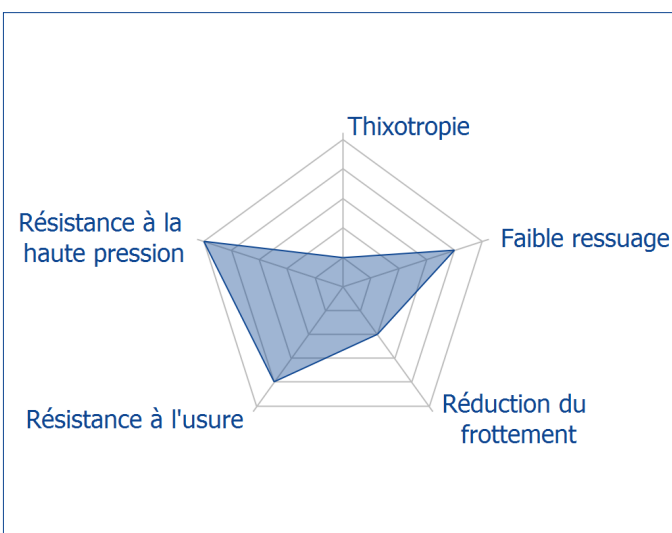 Thixotropie
Résistance à la
haute pression
Faible ressuage
Résistance à l'usure
Réduction du
frottement